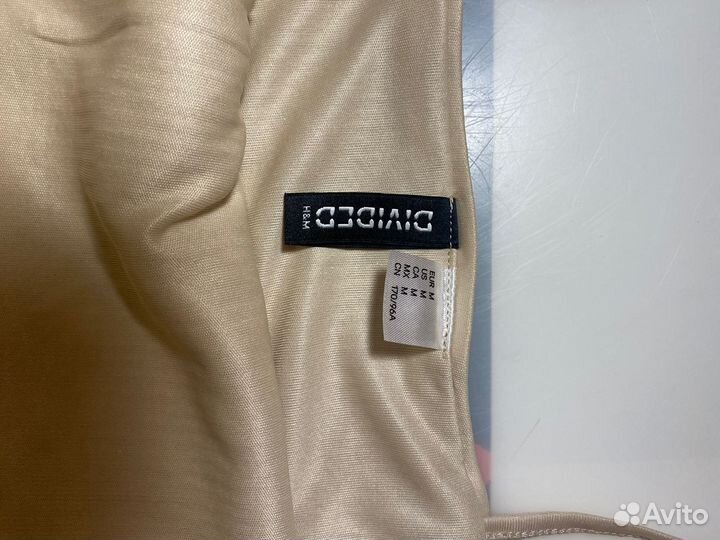 DIVIDED
H&M
EUR M
US M
CA M
MX M
CN 170/96A
Avito